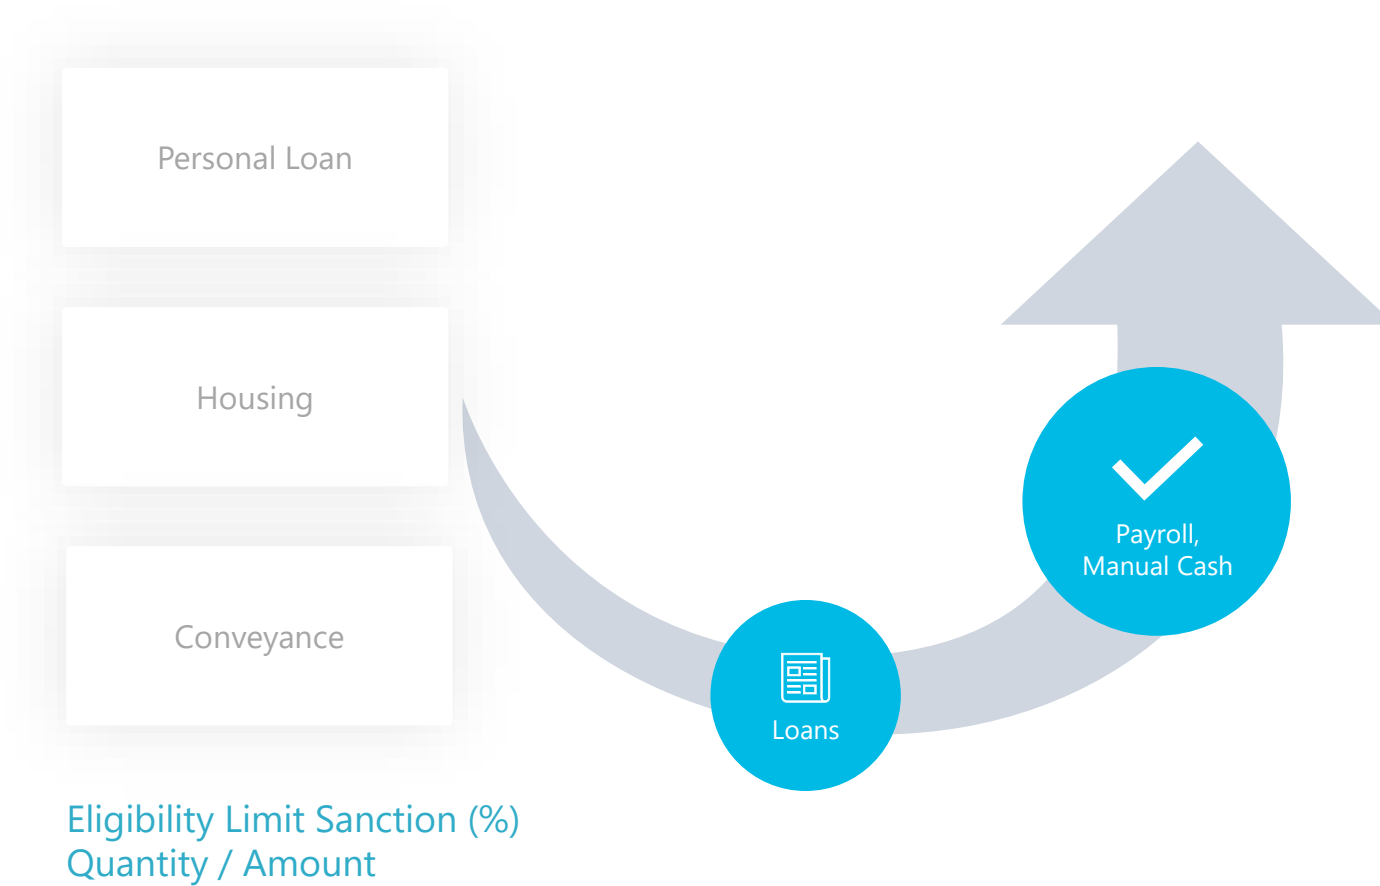 Personal Loan
Housing
Conveyance
Eligibility Limit Sanction (%)
Quantity / Amount
Loans
Payroll,
Manual Cash